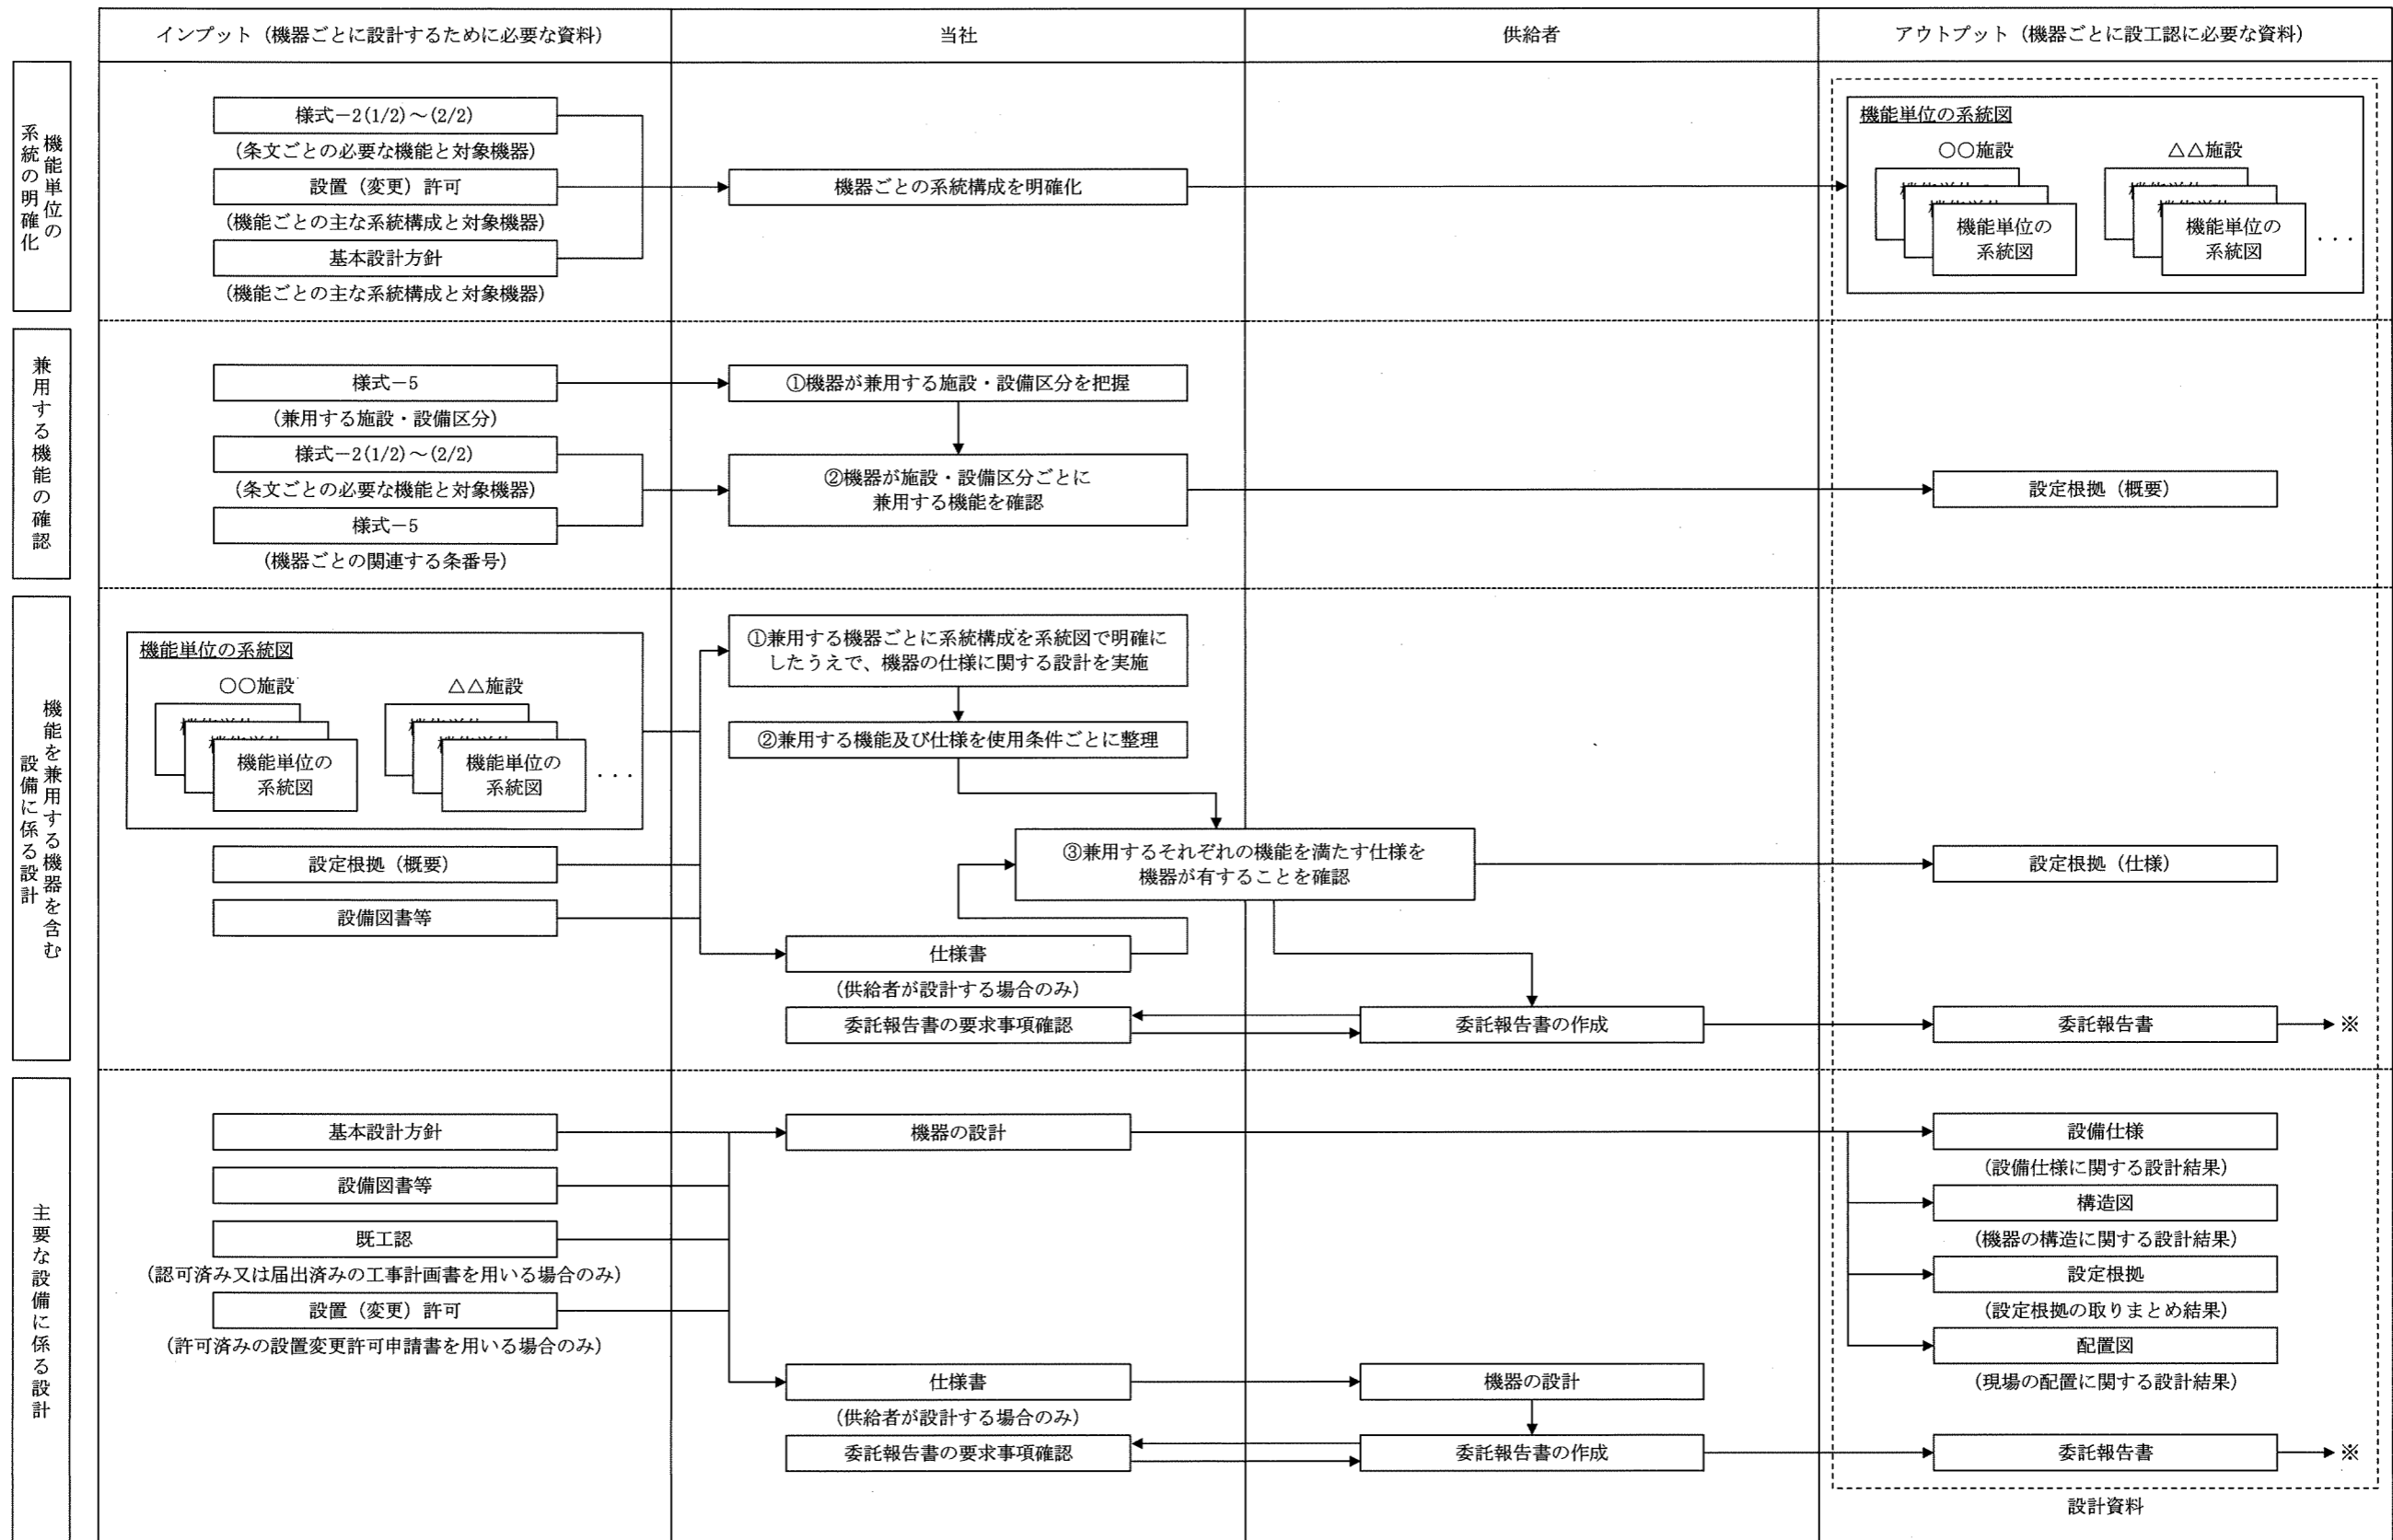 インプット（機器ごとに設計するために必要な資料）
当社
供給者
アウトプット（機器ごとに設工認に必要な資料）
機能単位の
系統の明確化
様式－2(1/2)～(2/2)
(条文ごとの必要な機能と対象機器)
設置（変更）許可
(機能ごとの主な系統構成と対象機器)
基本設計方針
(機能ごとの主な系統構成と対象機器)
機器ごとの系統構成を明確化
機能単位の系統図
○○施設
△△施設
機能単位の
系統図
機能単位の
系統図
・・・
兼用する機能の確認
様式－5
(兼用する施設・設備区分)
様式－2(1/2)～(2/2)
(条文ごとの必要な機能と対象機器)
様式－5
(機器ごとの関連する条番号)
①機器が兼用する施設・設備区分を把握
②機器が施設・設備区分ごとに
兼用する機能を確認
設定根拠（概要）
機能を兼用する機器を含む
設備に係る設計
機能単位の系統図
○○施設
△△施設
機能単位の
系統図
機能単位の
系統図
・・・
設定根拠（概要）
設備図書等
①兼用する機器ごとに系統構成を系統図で明確に
したうえで、機器の仕様に関する設計を実施
②兼用する機能及び仕様を使用条件ごとに整理
③兼用するそれぞれの機能を満たす仕様を
機器が有することを確認
設定根拠（仕様）
仕様書
(供給者が設計する場合のみ)
委託報告書の要求事項確認
委託報告書の作成
委託報告書
※
主要な設備に係る設計
基本設計方針
設備図書等
既工認
(認可済み又は届出済みの工事計画書を用いる場合のみ)
設置（変更）許可
(許可済みの設置変更許可申請書を用いる場合のみ)
機器の設計
設備仕様
(設備仕様に関する設計結果)
構造図
(機器の構造に関する設計結果)
設定根拠
(設定根拠の取りまとめ結果)
配置図
(現場の配置に関する設計結果)
仕様書
(供給者が設計する場合のみ)
機器の設計
委託報告書の要求事項確認
委託報告書の作成
委託報告書
※
設計資料